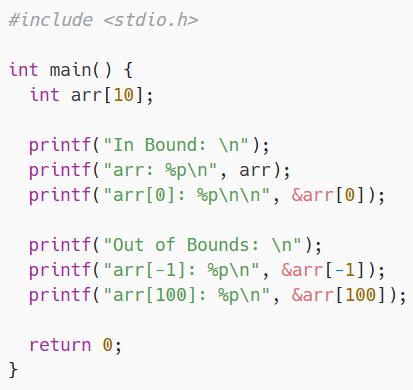 #include <stdio.h>

int main() {
  int arr[10];

  printf("In Bound: \n");
  printf("arr: %p\n", arr);
  printf("arr[0]: %p\n\n", &arr[0]);

  printf("Out of Bounds: \n");
  printf("arr[-1]: %p\n", &arr[-1]);
  printf("arr[100]: %p\n", &arr[100]);

  return 0;
}